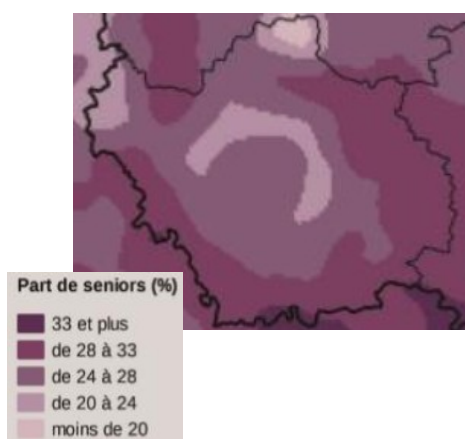 Part de seniors (%)
33 et plus
de 28 à 33
de 24 à 28
de 20 à 24
moins de 20